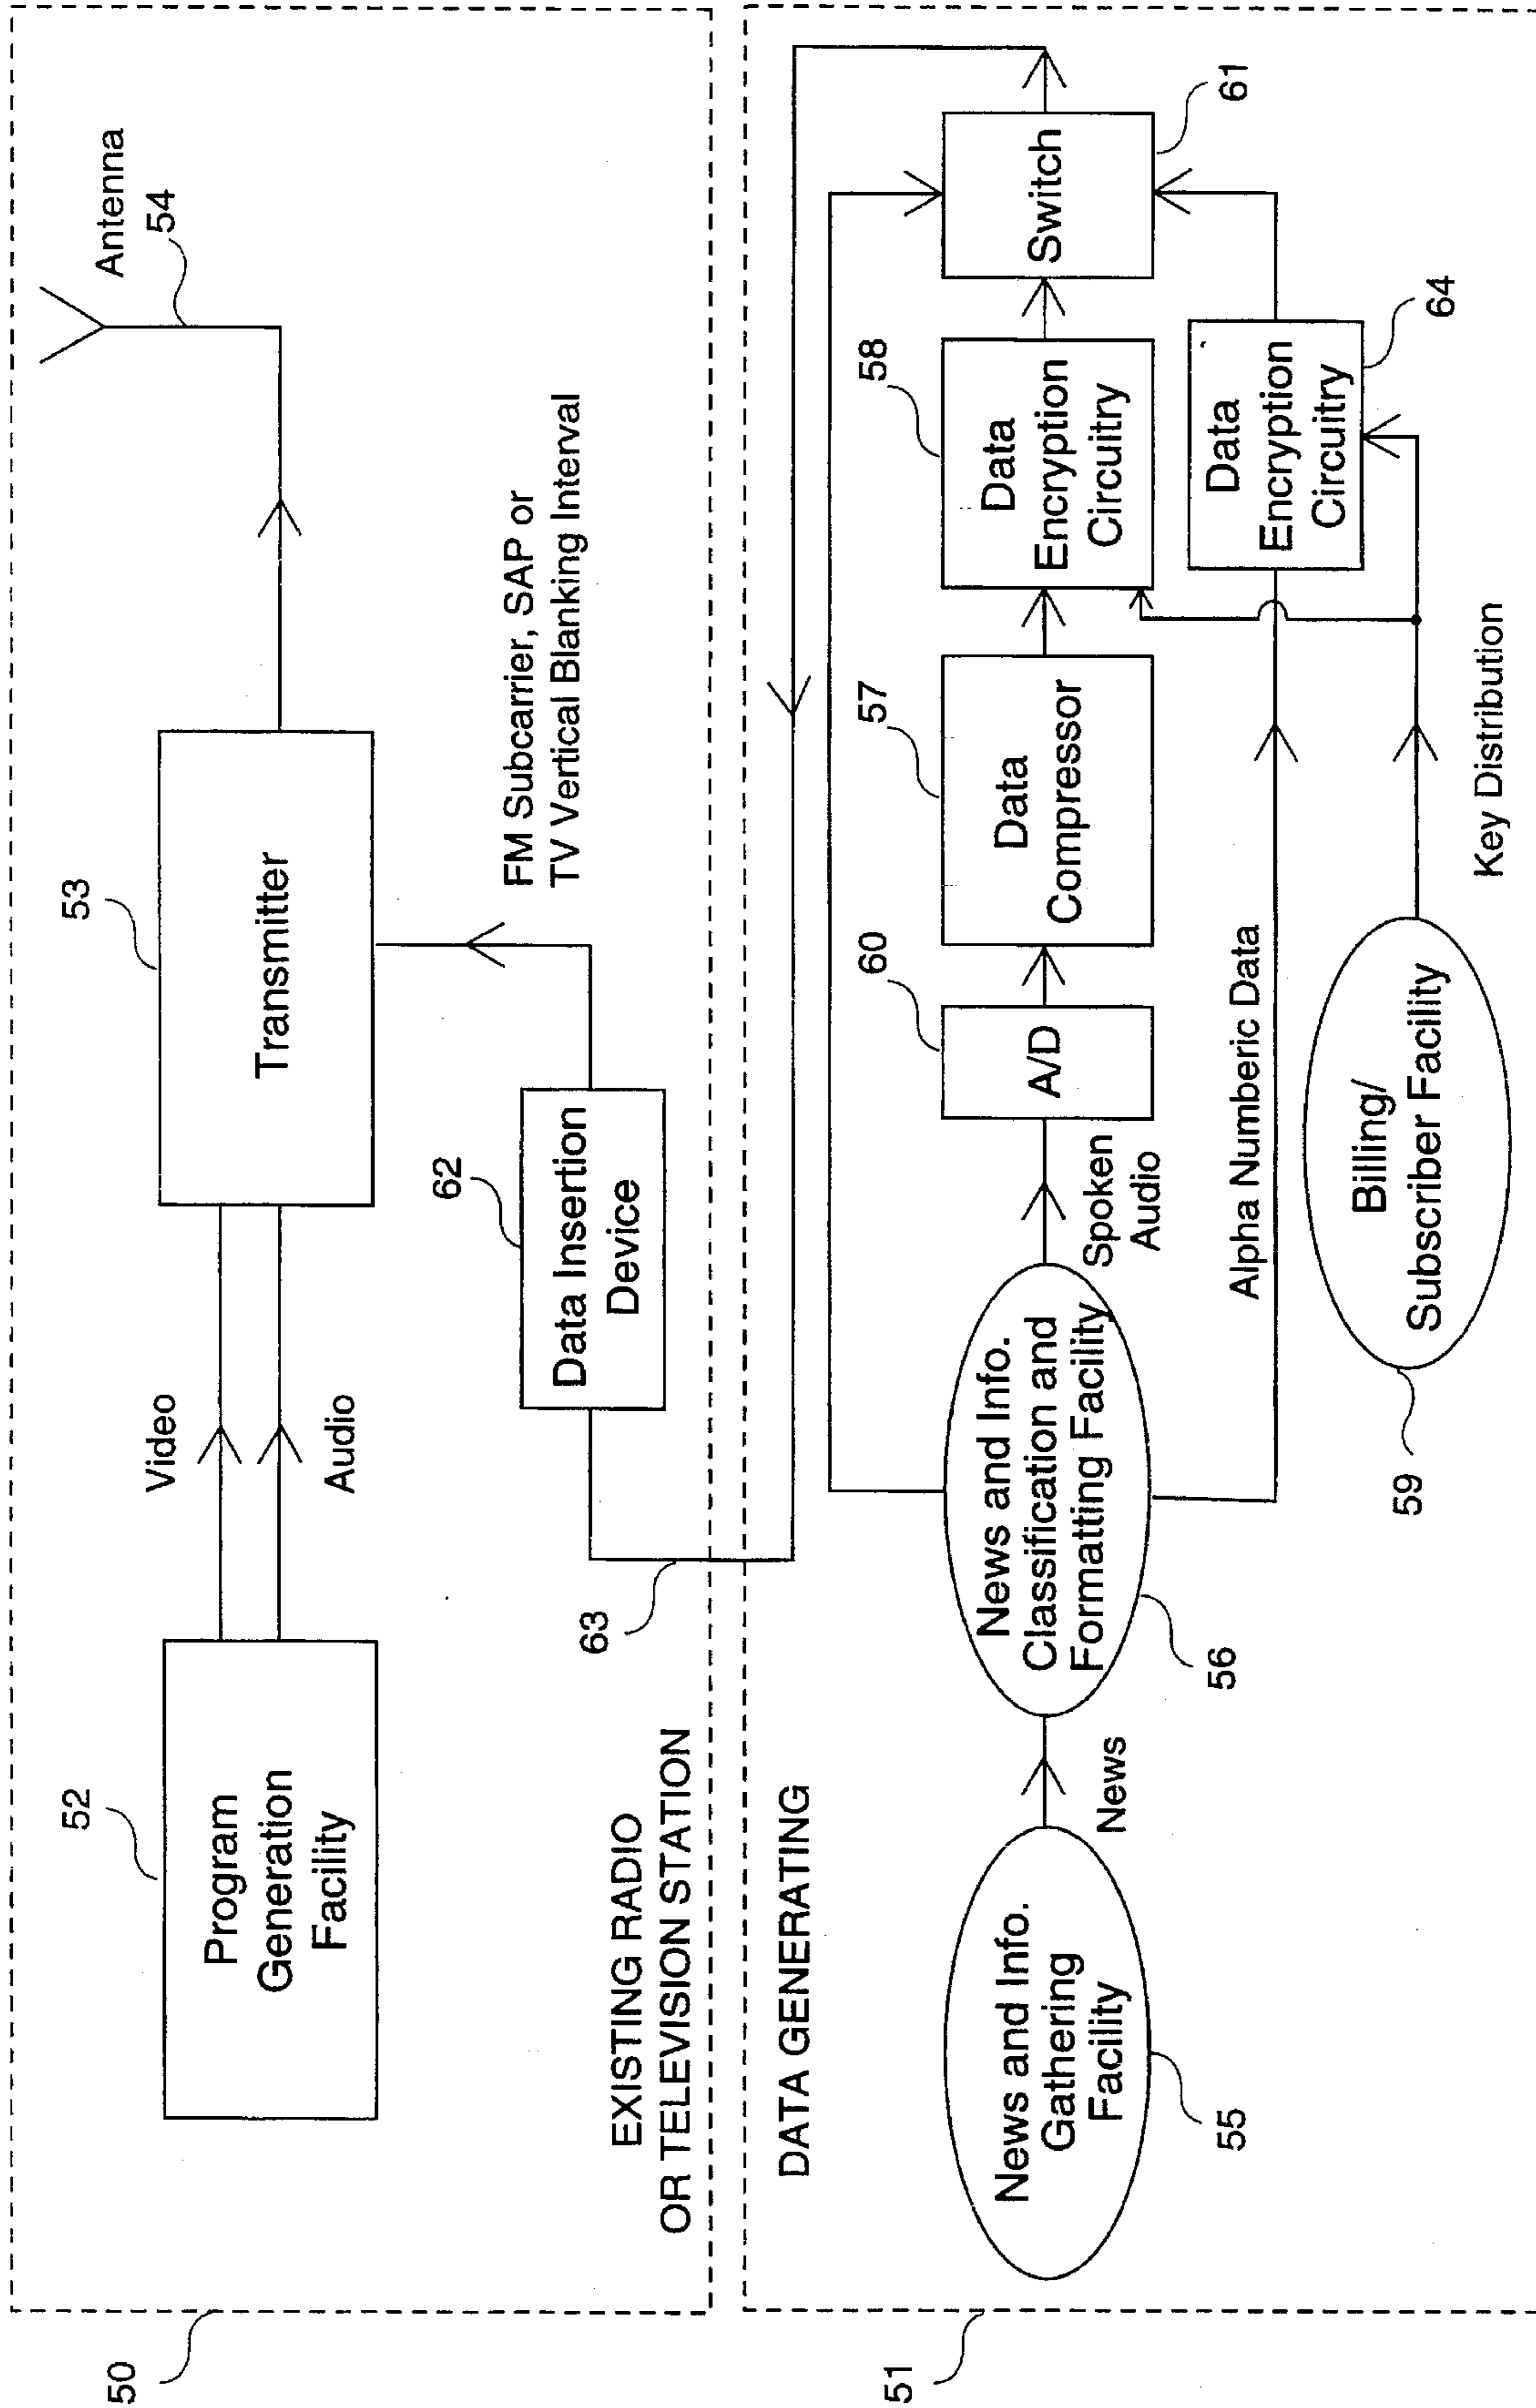 50
52
Program
Generation
Facility
Video
Audio
53
Transmitter
Antenna
54
FM Subcarrier, SAP or
TV Vertical Blanking Interval
62
Data Insertion
Device
63
EXISTING RADIO
OR TELEVISION STATION
51
DATA GENERATING
News and Info.
Gathering
Facility
55
News
News and Info.
Classification and
Formatting Facility
56
Spoken
Audio
60
A/D
57
Data
Compressor
58
Data
Encryption
Circuitry
Switch
61
Alpha Numberic Data
Data
Encryption
Circuitry
64
Billing/
Subscriber Facility
59
Key Distribution